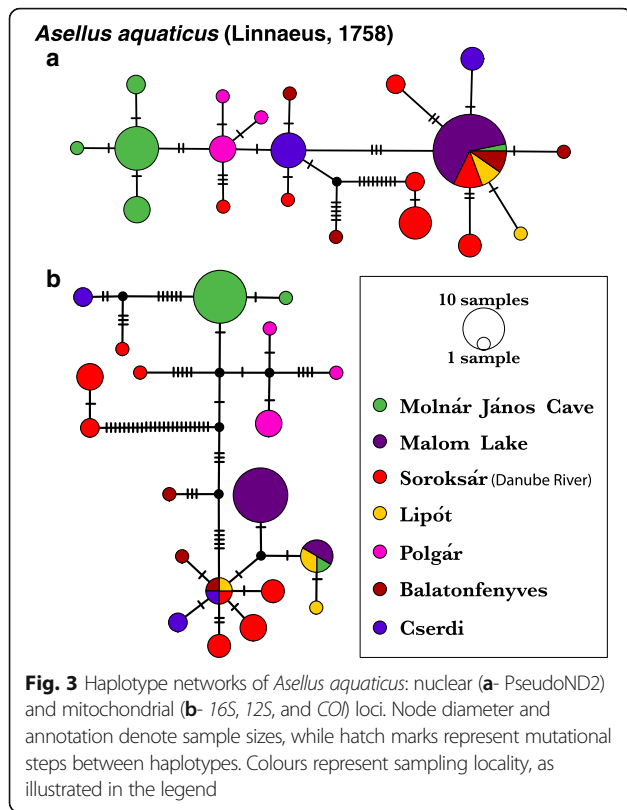 Asellus aquaticus (Linnaeus, 1758)
a
b
10 samples
1 sample
Molnár János Cave
Malom Lake
Soroksár (Danube River)
Lipót
Polgár
Balatonfenyves
Cserdi
Fig. 3 Haplotype networks of Asellus aquaticus: nuclear (a- PseudoND2)
and mitochondrial (b- 16S, 12S, and COI) loci. Node diameter and
annotation denote sample sizes, while hatch marks represent mutational
steps between haplotypes. Colours represent sampling locality, as
illustrated in the legend